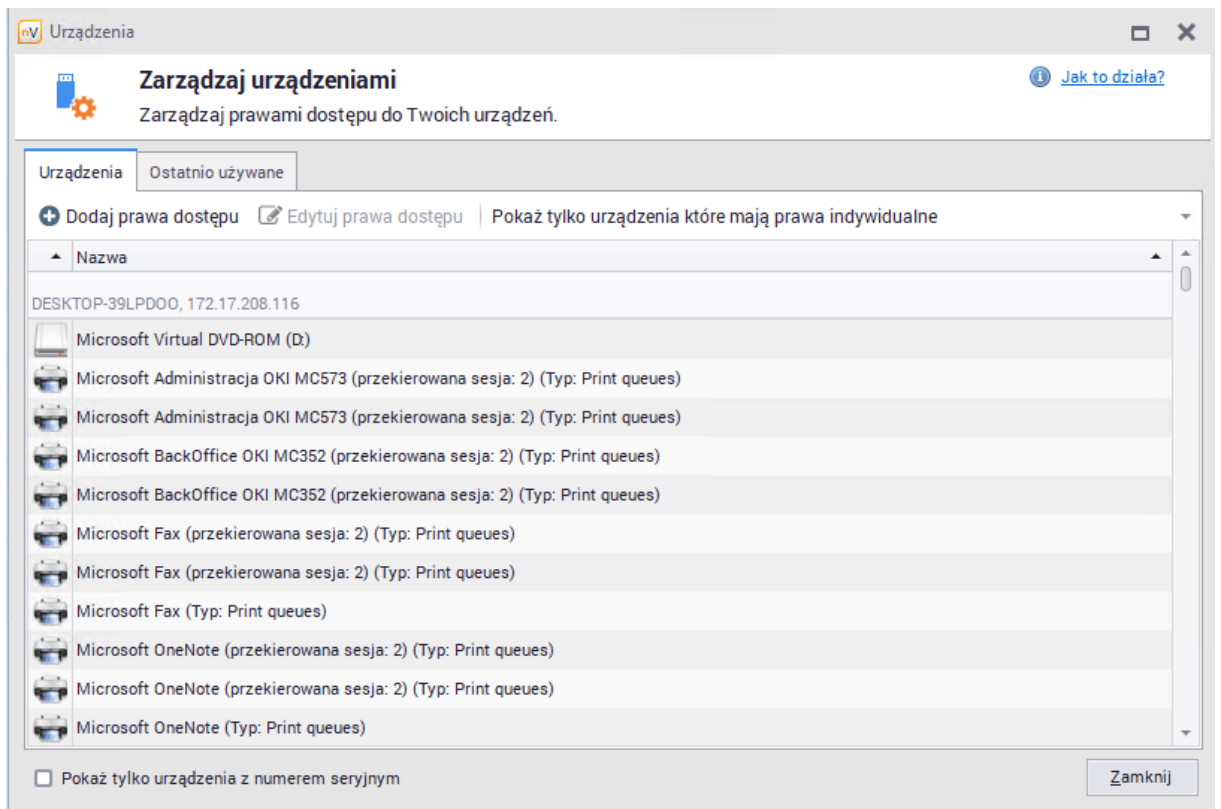 nV Urządzenia
Zarządzaj urządzeniami
Jak to działa?
Zarządzaj prawami dostępu do Twoich urządzeń.
Urządzenia Ostatnio używane
Dodaj prawa dostępu Edytuj prawa dostępu Pokaż tylko urządzenia które mają prawa indywidualne
Nazwa
DESKTOP-39LPDOO, 172.17.208.116
Microsoft Virtual DVD-ROM (D:)
Microsoft Administracja OKI MC573 (przekierowana sesja: 2) (Typ: Print queues)
Microsoft Administracja OKI MC573 (przekierowana sesja: 2) (Typ: Print queues)
Microsoft BackOffice OKI MC352 (przekierowana sesja: 2) (Typ: Print queues)
Microsoft BackOffice OKI MC352 (przekierowana sesja: 2) (Typ: Print queues)
Microsoft Fax (przekierowana sesja: 2) (Typ: Print queues)
Microsoft Fax (przekierowana sesja: 2) (Typ: Print queues)
Microsoft Fax (Typ: Print queues)
Microsoft OneNote (przekierowana sesja: 2) (Typ: Print queues)
Microsoft OneNote (przekierowana sesja: 2) (Typ: Print queues)
Microsoft OneNote (Typ: Print queues)
Pokaż tylko urządzenia z numerem seryjnym
Zamknij